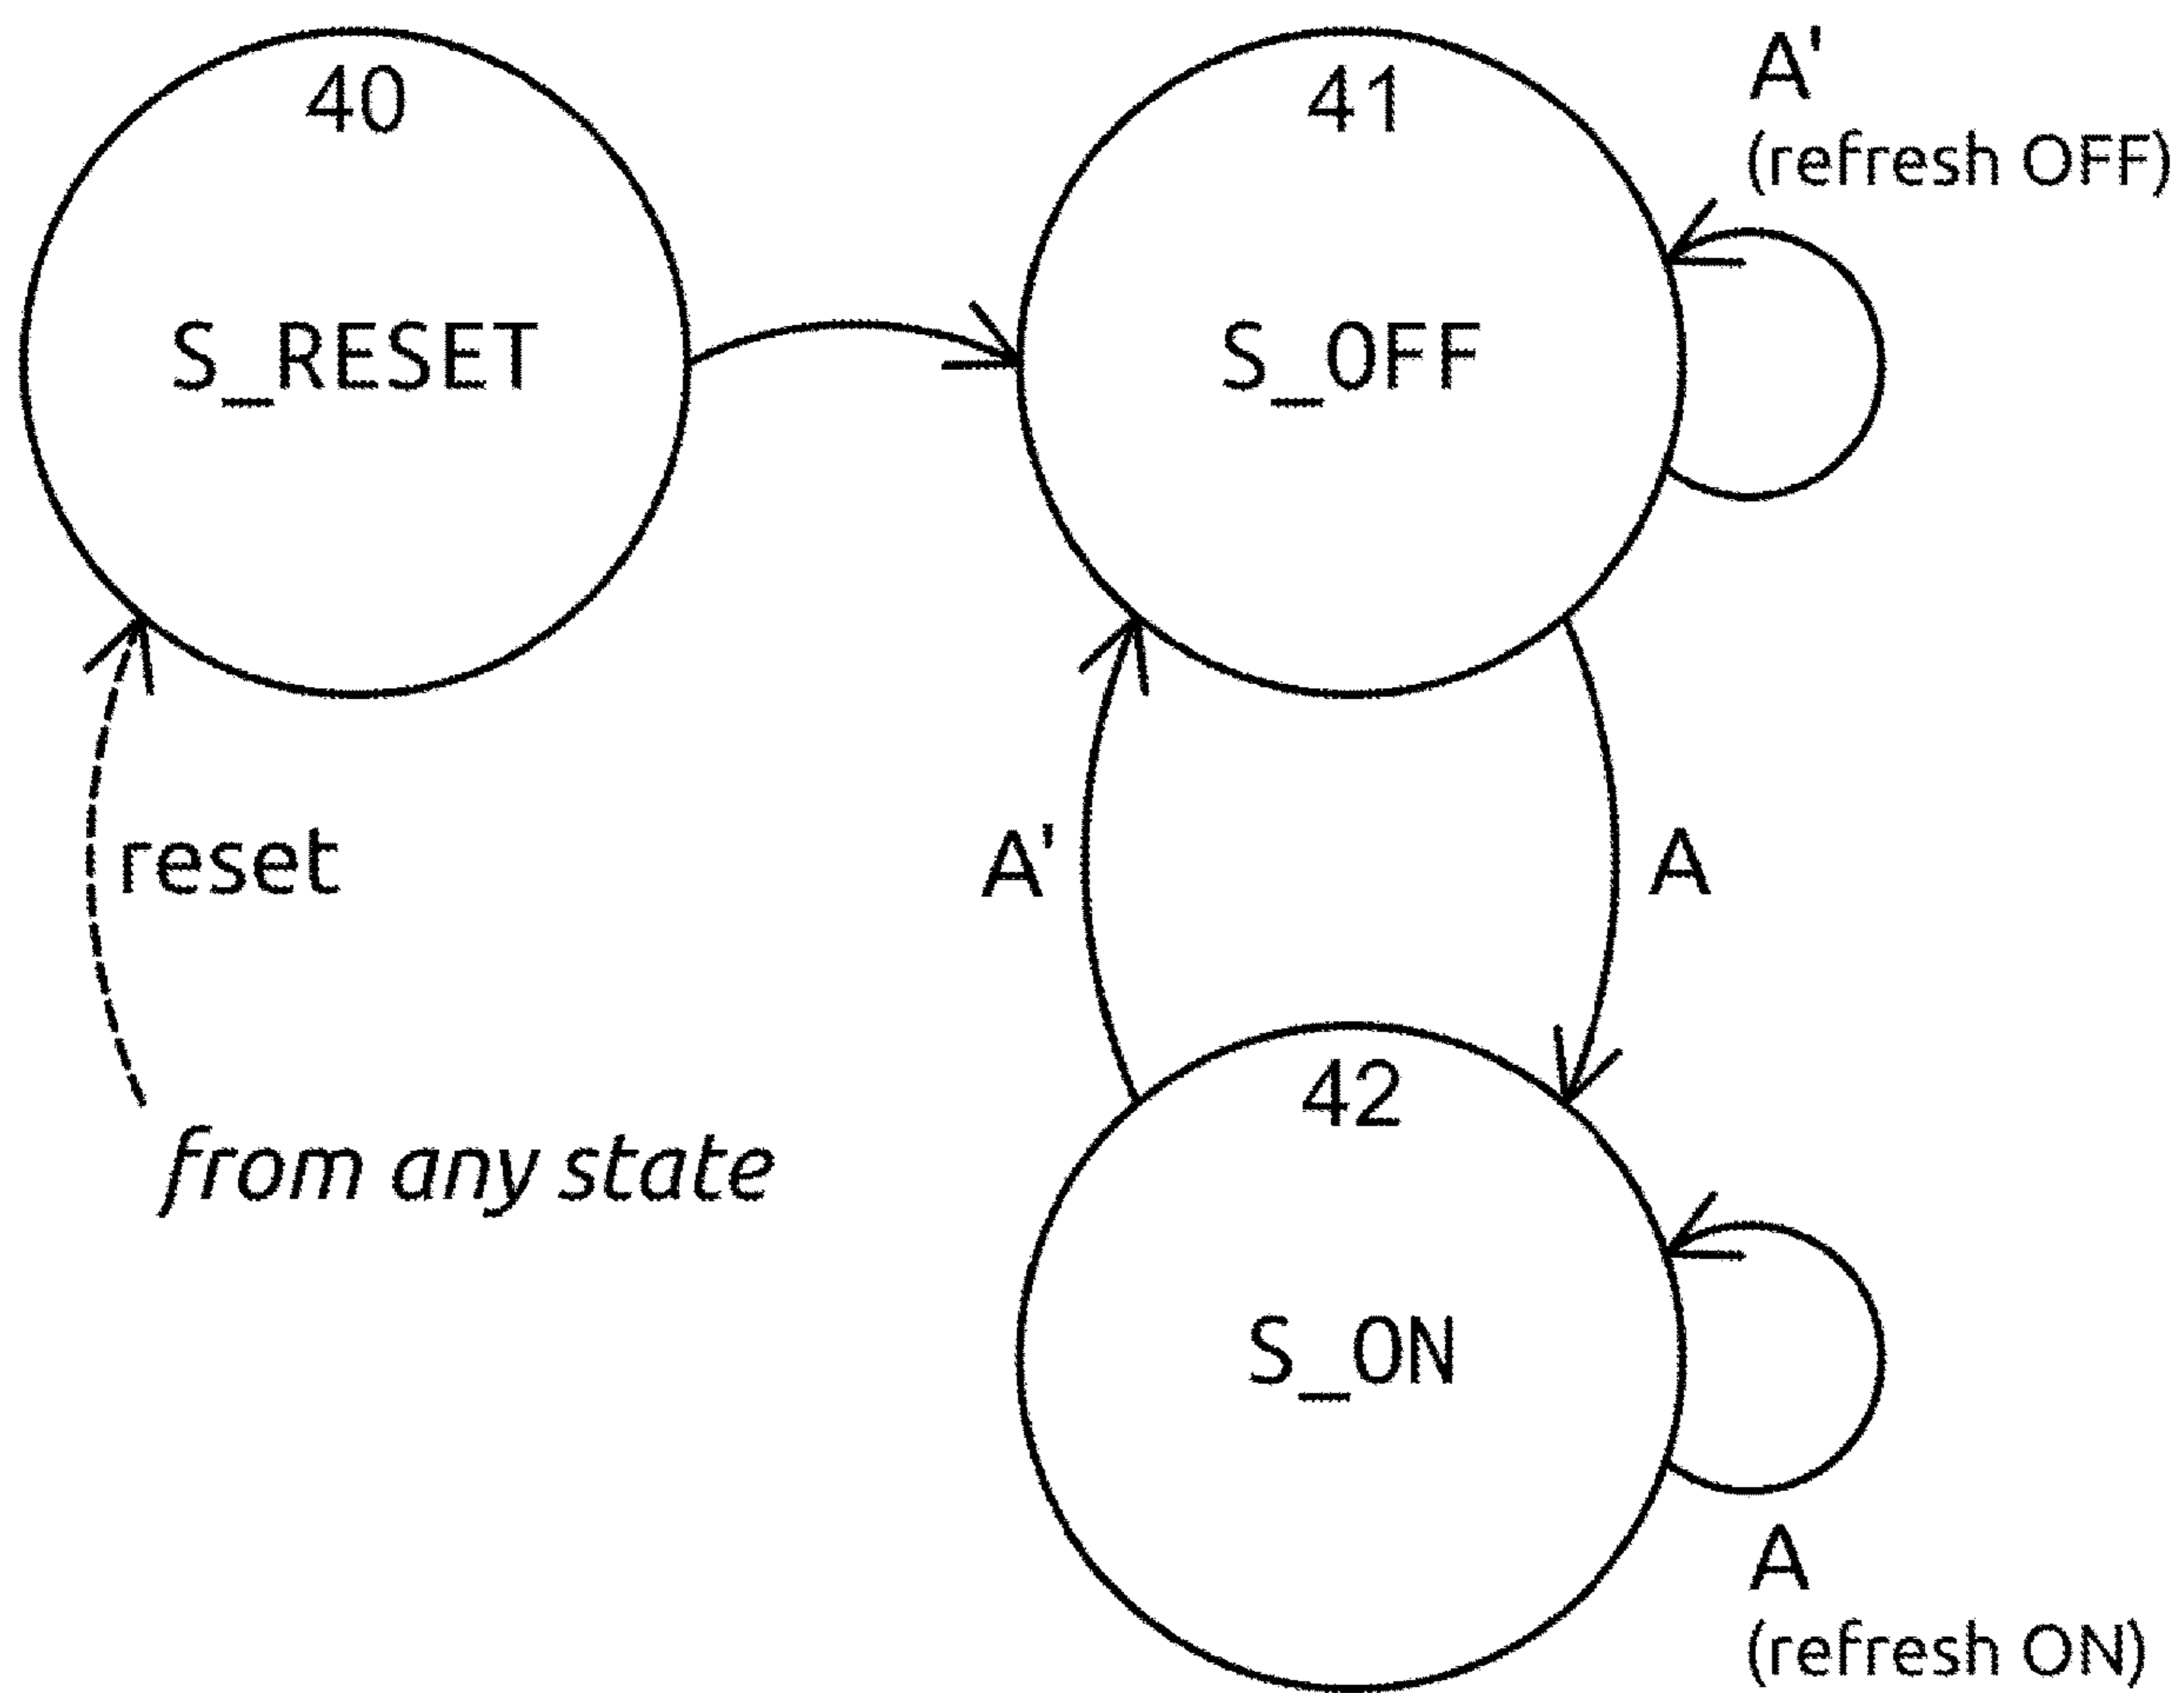 40
S_RESET
41
S_OFF
A'
(refresh OFF)
reset
from any state
A'
A
42
S_ON
A
(refresh ON)